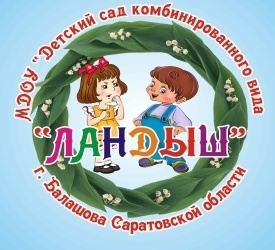 МДОУ "Детский сад комбинированного вида
"ЛАНДЫШ"
г. Балашова Саратовской области